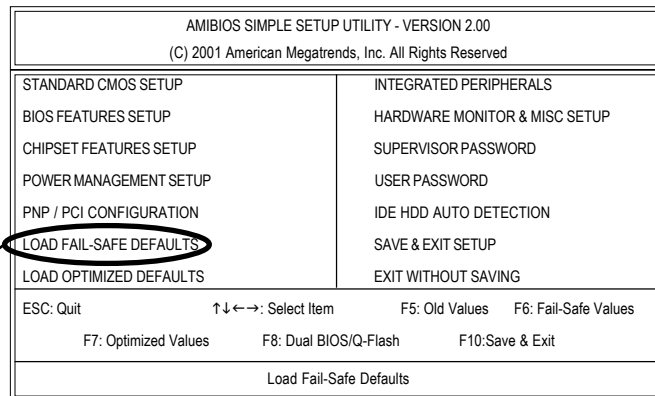 AMIBIOS SIMPLE SETUP UTILITY - VERSION 2.00
(C) 2001 American Megatrends, Inc. All Rights Reserved
STANDARD CMOS SETUP
BIOS FEATURES SETUP
CHIPSET FEATURES SETUP
POWER MANAGEMENT SETUP
PNP / PCI CONFIGURATION
LOAD FAIL-SAFE DEFAULTS
LOAD OPTIMIZED DEFAULTS
INTEGRATED PERIPHERALS
HARDWARE MONITOR & MISC SETUP
SUPERVISOR PASSWORD
USER PASSWORD
IDE HDD AUTO DETECTION
SAVE & EXIT SETUP
EXIT WITHOUT SAVING
ESC: Quit ↑↓←→: Select Item F5: Old Values F6: Fail-Safe Values
F7: Optimized Values F8: Dual BIOS/Q-Flash F10:Save & Exit
Load Fail-Safe Defaults